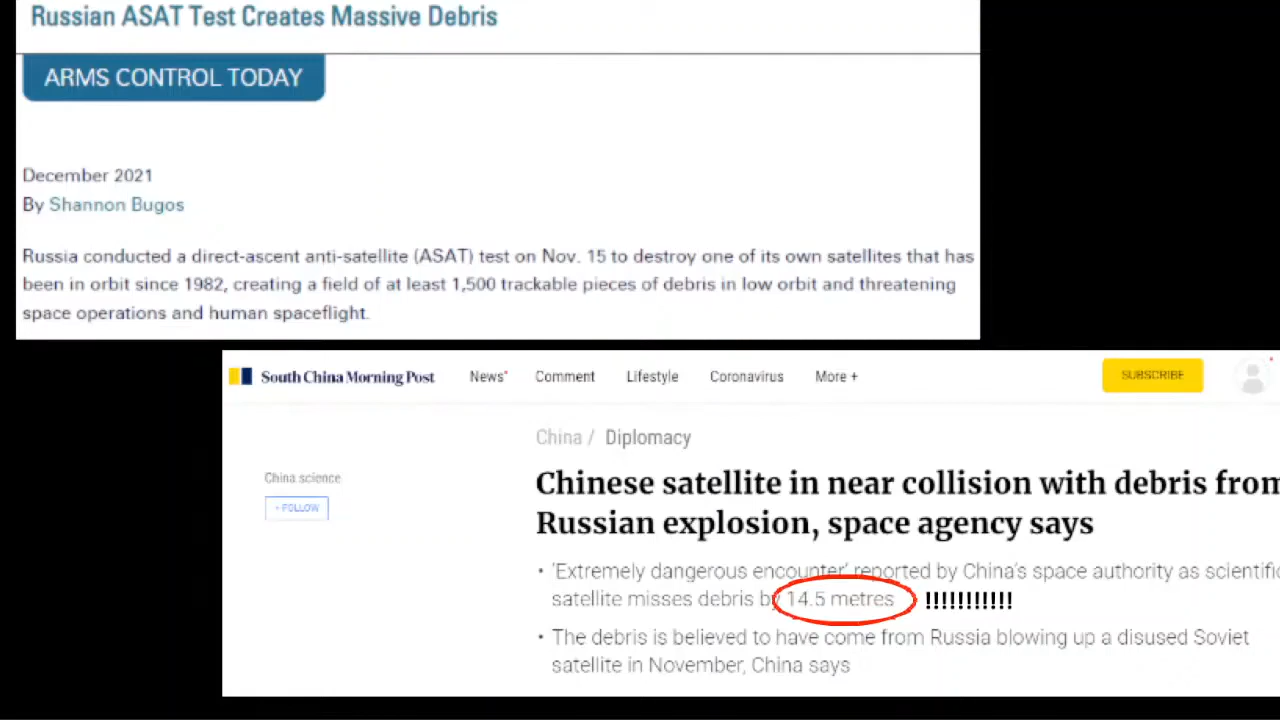 Russian ASAT Test Creates Massive Debris
ARMS CONTROL TODAY
December 2021
By Shannon Bugos
Russia conducted a direct-ascent anti-satellite (ASAT) test on Nov. 15 to destroy one of its own satellites that has
been in orbit since 1982, creating a field of at least 1,500 trackable pieces of debris in low orbit and threatening
space operations and human spaceflight.
South China Morning Post News Comment Lifestyle Coronavirus More + SUBSCRIBE
China / Diplomacy
China science
+ FOLLOW
Chinese satellite in near collision with debris from
Russian explosion, space agency says
• ‘Extremely dangerous encounter’ reported by China’s space authority as scientific
satellite misses debris by 14.5 metres !!!!!!!!!!!
• The debris is believed to have come from Russia blowing up a disused Soviet
satellite in November, China says